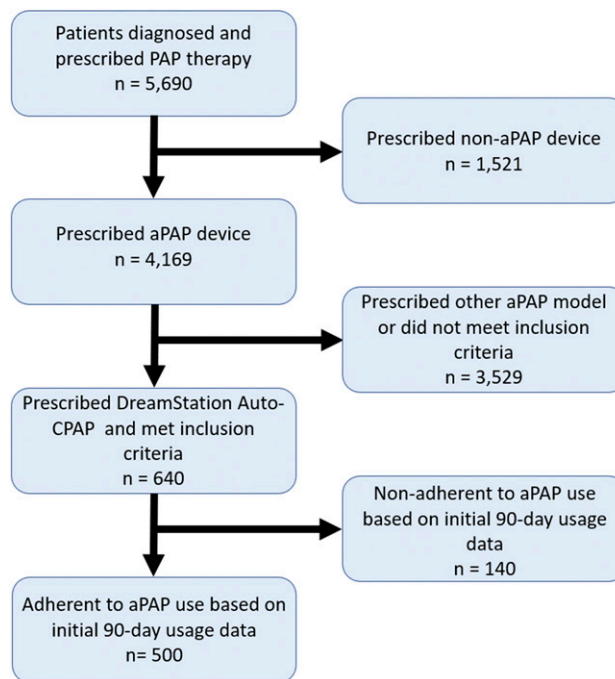 Patients diagnosed and
prescribed PAP therapy
n = 5,690
Prescribed non-aPAP device
n = 1,521
Prescribed aPAP device
n = 4,169
Prescribed other aPAP model
or did not meet inclusion
criteria
n = 3,529
Prescribed DreamStation Auto-
CPAP and met inclusion
criteria
n = 640
Non-adherent to aPAP use
based on initial 90-day usage
data
n = 140
Adherent to aPAP use based on
initial 90-day usage data
n= 500